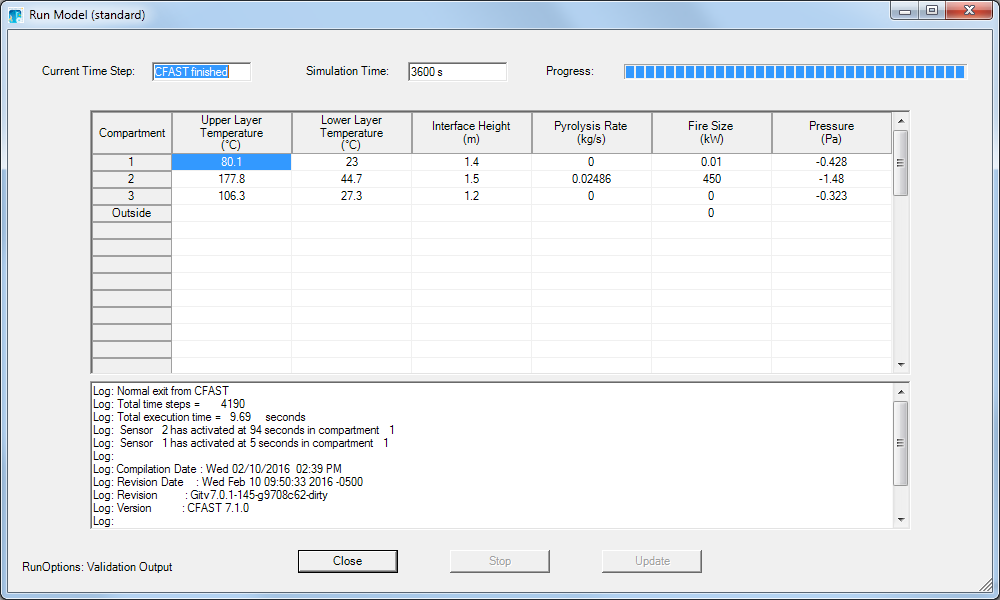 Run Model (standard)
Current Time Step: CFAST finished Simulation Time: 3600 s Progress:
Compartment Upper Layer Temperature (°C) Lower Layer Temperature (°C) Interface Height (m) Pyrolysis Rate (kg/s) Fire Size (kW) Pressure (Pa)
1 80.1 23 1.4 0 0.01 -0.428
2 177.8 44.7 1.5 0.02486 450 -1.48
3 106.3 27.3 1.2 0 0 -0.323
Outside 0
Log: Normal exit from CFAST
Log: Total time steps = 4190
Log: Total execution time = 9.69 seconds
Log: Sensor 2 has activated at 94 seconds in compartment 1
Log: Sensor 1 has activated at 5 seconds in compartment 1
Log:
Log: Compilation Date : Wed 02/10/2016 02:39 PM
Log: Revision Date : Wed Feb 10 09:50:33 2016 -0500
Log: Revision : Gitv7.0.1-145-g9708c62-dirty
Log: Version : CFAST 7.1.0
Log:
Close Stop Update
RunOptions: Validation Output